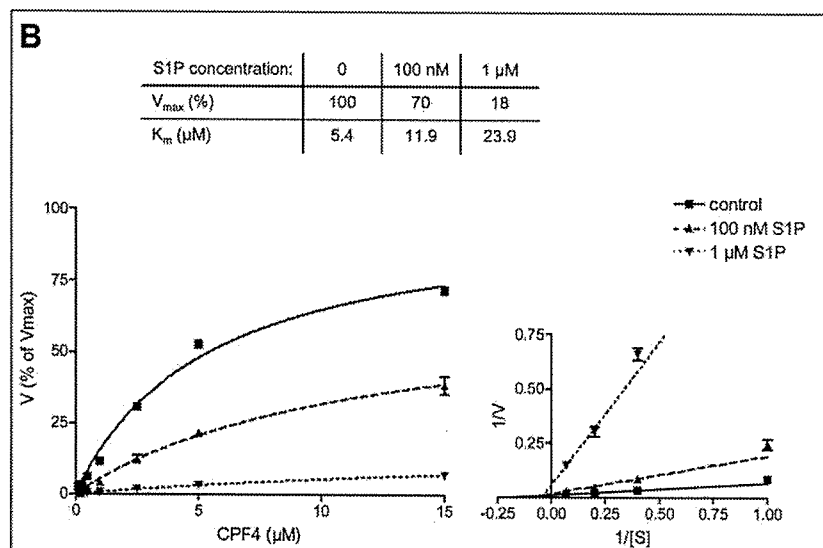 B
S1P concentration: 0 100 nM 1 µM
Vmax (%) 100 70 18
Km (µM) 5.4 11.9 23.9
control
100 nM S1P
1 µM S1P
V (% of Vmax)
100
75
50
25
0
0 5 10 15
CPF4 (µM)
1/V
0.75
0.50
0.25
-0.25 0.00 0.25 0.50 0.75 1.00
1/[S]